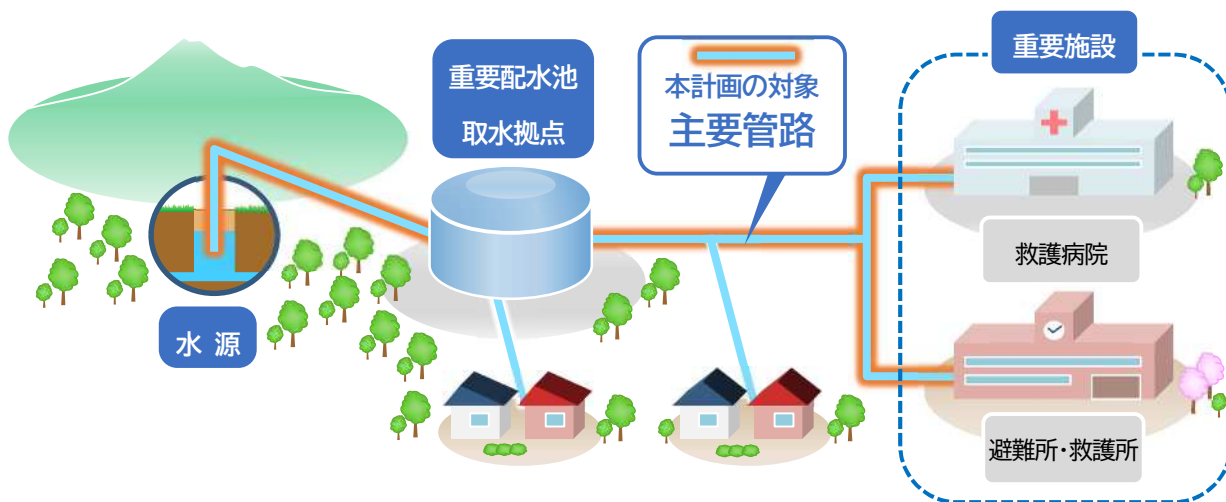 重要配水池
取水拠点
本計画の対象
主要管路
重要施設
救護病院
水 源
避難所・救護所